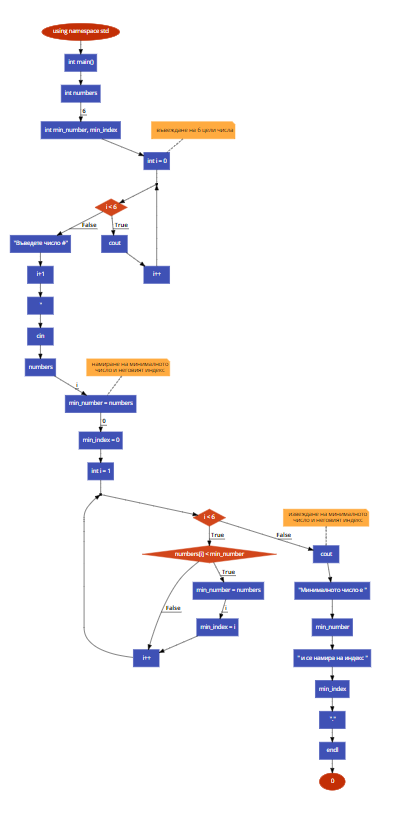 using namespace std
int main()
int numbers
6
int min_number, min_index
въвеждане на 6 цели числа
int i = 0
i < 6
False
True
"Въведете число #"
cout
i+1
i++
"
cin
numbers
намиране на минималното
число и неговият индекс
i
min_number = numbers
0
min_index = 0
int i = 1
i < 6
извеждане на минималното
число и неговият индекс
True
False
numbers[i] < min_number
cout
True
min_number = numbers
"Минималното число е "
False
i
min_index = i
min_number
i++
" и се намира на индекс "
min_index
"."
endl
0